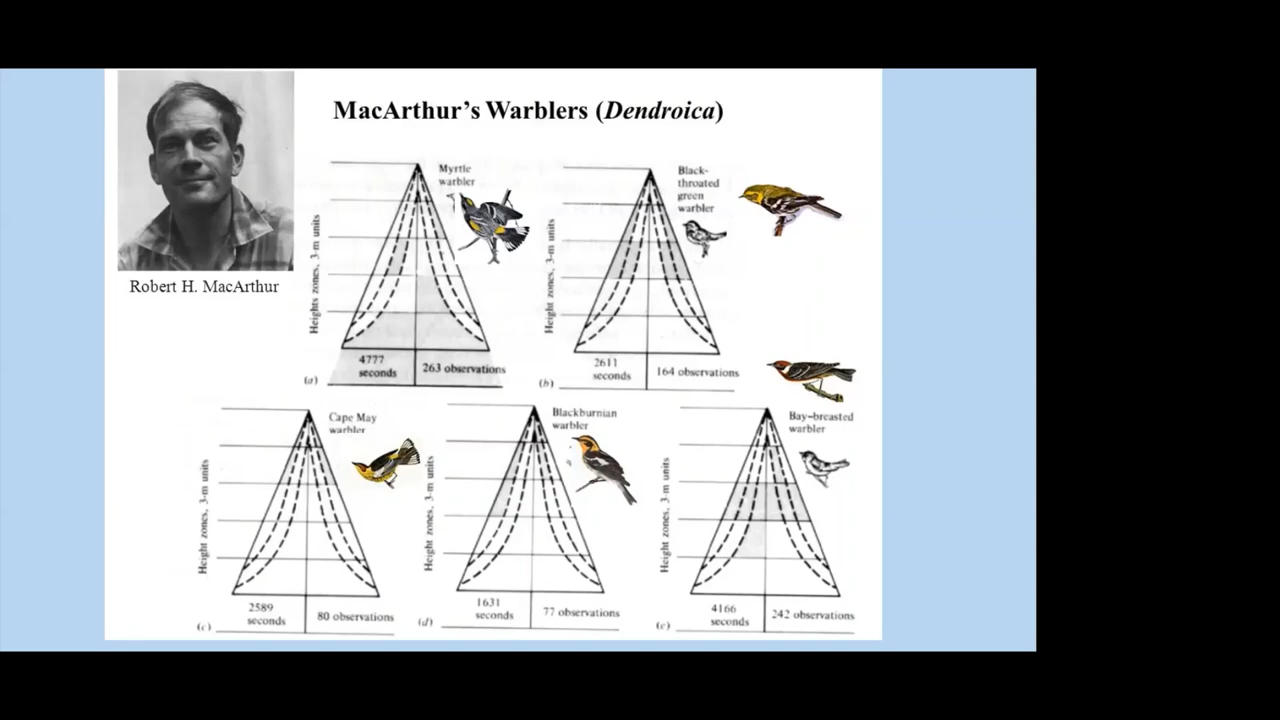 MacArthur's Warblers (Dendroica)
Robert H. MacArthur
Heights zones, 3-m units
Myrtle
warbler
4777
seconds
263 observations
(a)
Height zones, 3-m units
Black-
throated
green
warbler
2611
seconds
164 observations
(b)
Height zones, 3-m units
Cape May
warbler
2589
seconds
80 observations
(c)
Height zones, 3-m units
Blackburnian
warbler
1631
seconds
77 observations
(d)
Height zones, 3-m units
Bay-breasted
warbler
4166
seconds
242 observations
(e)